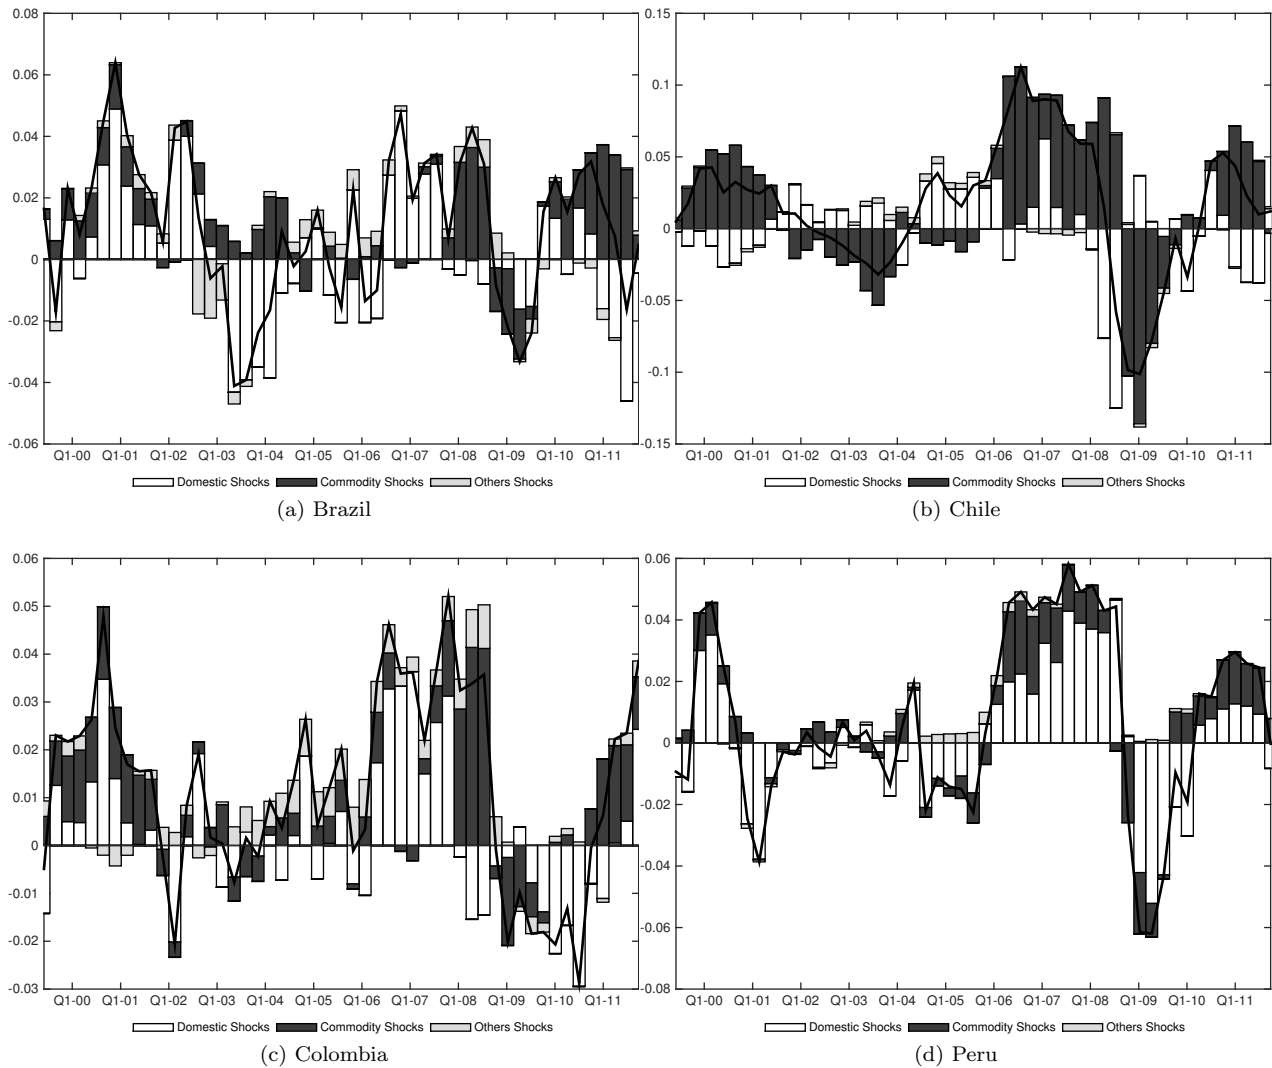 0.08
0.06
0.04
0.02
0
-0.02
-0.04
-0.06
Q1-00 Q1-01 Q1-02 Q1-03 Q1-04 Q1-05 Q1-06 Q1-07 Q1-08 Q1-09 Q1-10 Q1-11
Domestic Shocks Commodity Shocks Others Shocks
(a) Brazil
0.15
0.1
0.05
0
-0.05
-0.1
-0.15
Q1-00 Q1-01 Q1-02 Q1-03 Q1-04 Q1-05 Q1-06 Q1-07 Q1-08 Q1-09 Q1-10 Q1-11
Domestic Shocks Commodity Shocks Others Shocks
(b) Chile
0.06
0.05
0.04
0.03
0.02
0.01
0
-0.01
-0.02
-0.03
Q1-00 Q1-01 Q1-02 Q1-03 Q1-04 Q1-05 Q1-06 Q1-07 Q1-08 Q1-09 Q1-10 Q1-11
Domestic Shocks Commodity Shocks Others Shocks
(c) Colombia
0.06
0.04
0.02
0
-0.02
-0.04
-0.06
-0.08
Q1-00 Q1-01 Q1-02 Q1-03 Q1-04 Q1-05 Q1-06 Q1-07 Q1-08 Q1-09 Q1-10 Q1-11
Domestic Shocks Commodity Shocks Others Shocks
(d) Peru